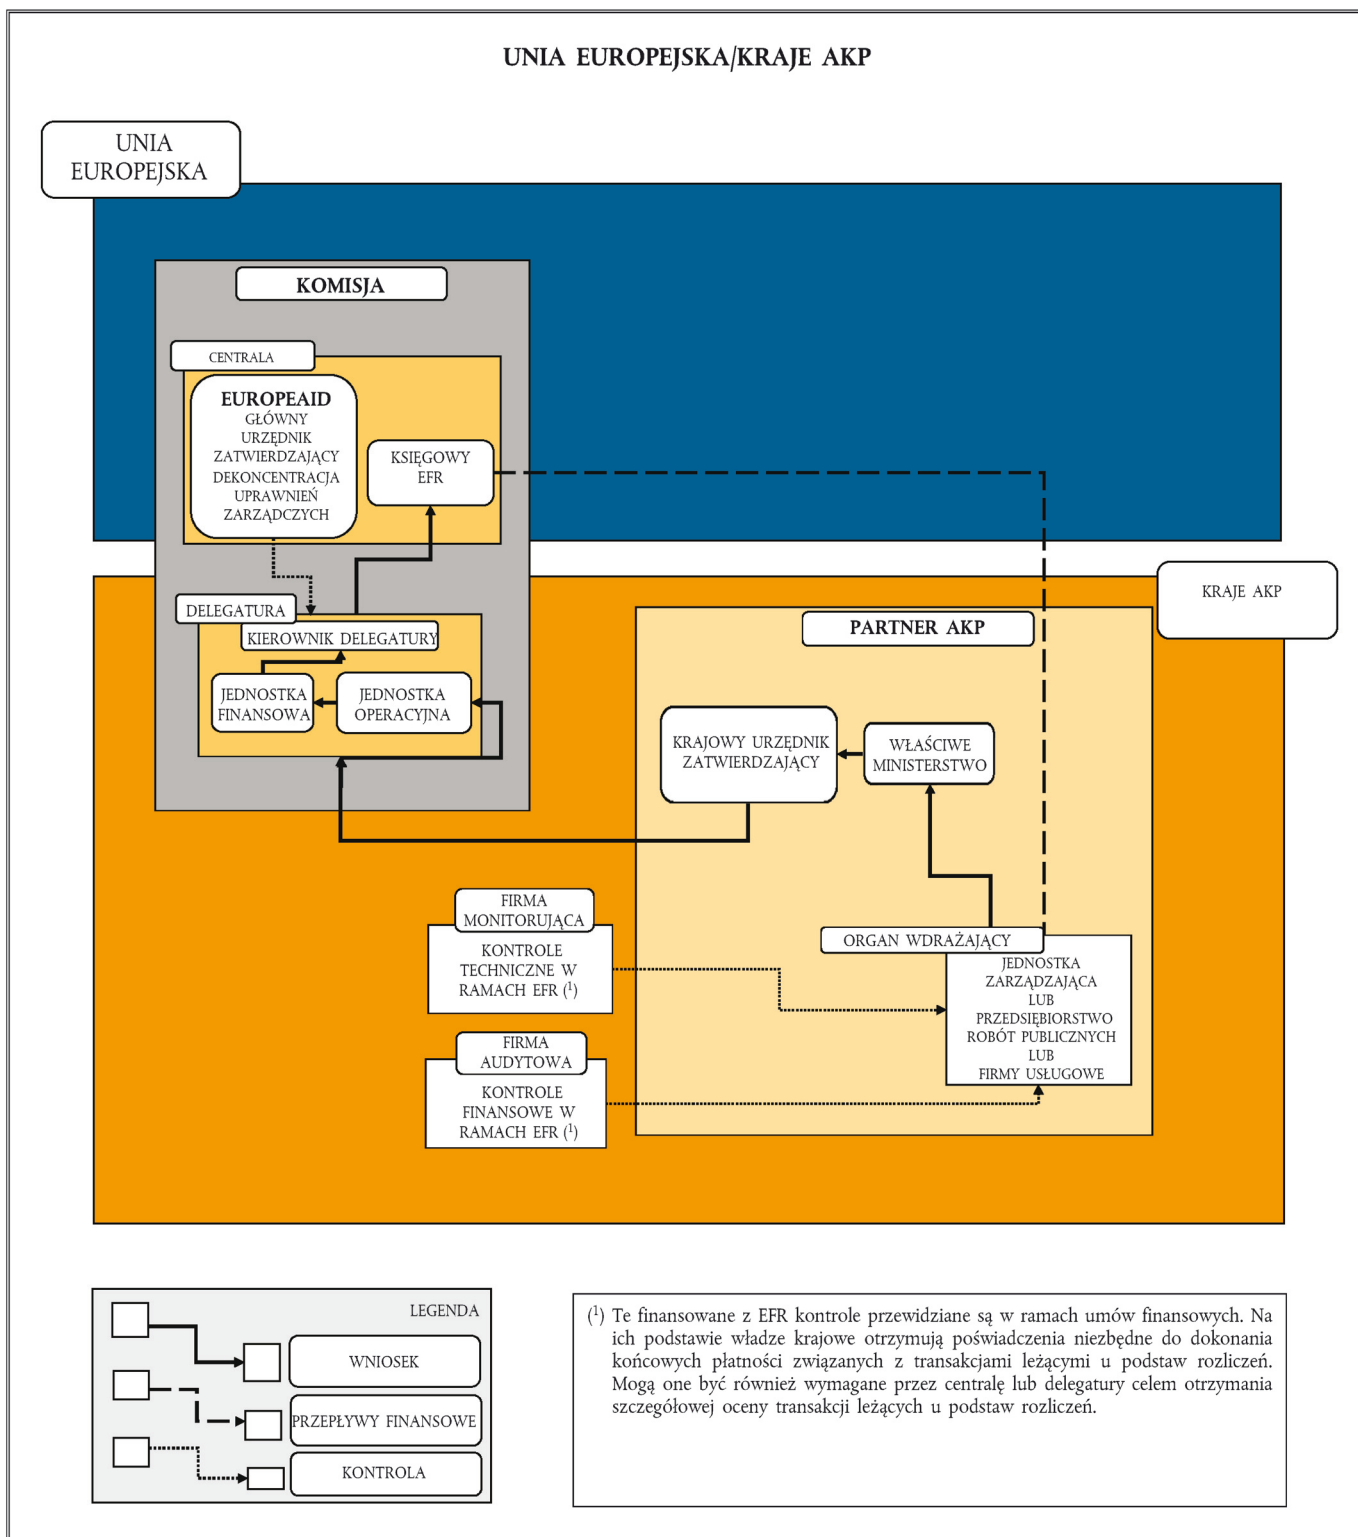 UNIA EUROPEJSKA/KRAJE AKP
UNIA
EUROPEJSKA
KOMISJA
CENTRALA
EUROPEAID
GŁÓWNY
URZĘDNIK
ZATWIERDZAJĄCY
DEKONCENTRACJA
UPRAWNIEŃ
ZARZĄDCZYCH
KSIĘGOWY
EFR
DELEGATURA
KIEROWNIK DELEGATURY
JEDNOSTKA
FINANSOWA
JEDNOSTKA
OPERACYJNA
KRAJE AKP
PARTNER AKP
KRAJOWY URZĘDNIK
ZATWIERDZAJĄCY
WŁAŚCIWE
MINISTERSTWO
FIRMA
MONITORUJĄCA
KONTROLE
TECHNICZNE W
RAMACH EFR (¹)
ORGAN WDRAŻAJĄCY
JEDNOSTKA
ZARZĄDZAJĄCA
LUB
PRZEDSIĘBIORSTWO
ROBÓT PUBLICZNYCH
LUB
FIRMY USŁUGOWE
FIRMA
AUDYTOWA
KONTROLE
FINANSOWE W
RAMACH EFR (¹)
LEGENDA
WNIOSEK
PRZEPŁYWY FINANSOWE
KONTROLA
(¹) Te finansowane z EFR kontrole przewidziane są w ramach umów finansowych. Na
ich podstawie władze krajowe otrzymują poświadczenia niezbędne do dokonania
końcowych płatności związanych z transakcjami leżącymi u podstaw rozliczeń.
Mogą one być również wymagane przez centralę lub delegatury celem otrzymania
szczegółowej oceny transakcji leżących u podstaw rozliczeń.